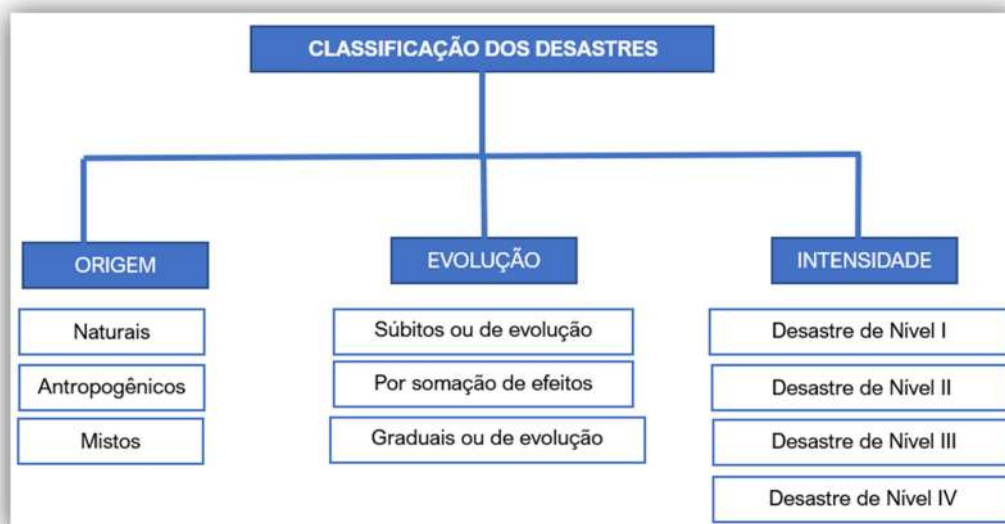 CLASSIFICAÇÃO DOS DESASTRES
ORIGEM
Naturais
Antropogênicos
Mistos
EVOLUÇÃO
Súbitos ou de evolução
Por somação de efeitos
Graduais ou de evolução
INTENSIDADE
Desastre de Nível I
Desastre de Nível II
Desastre de Nível III
Desastre de Nível IV